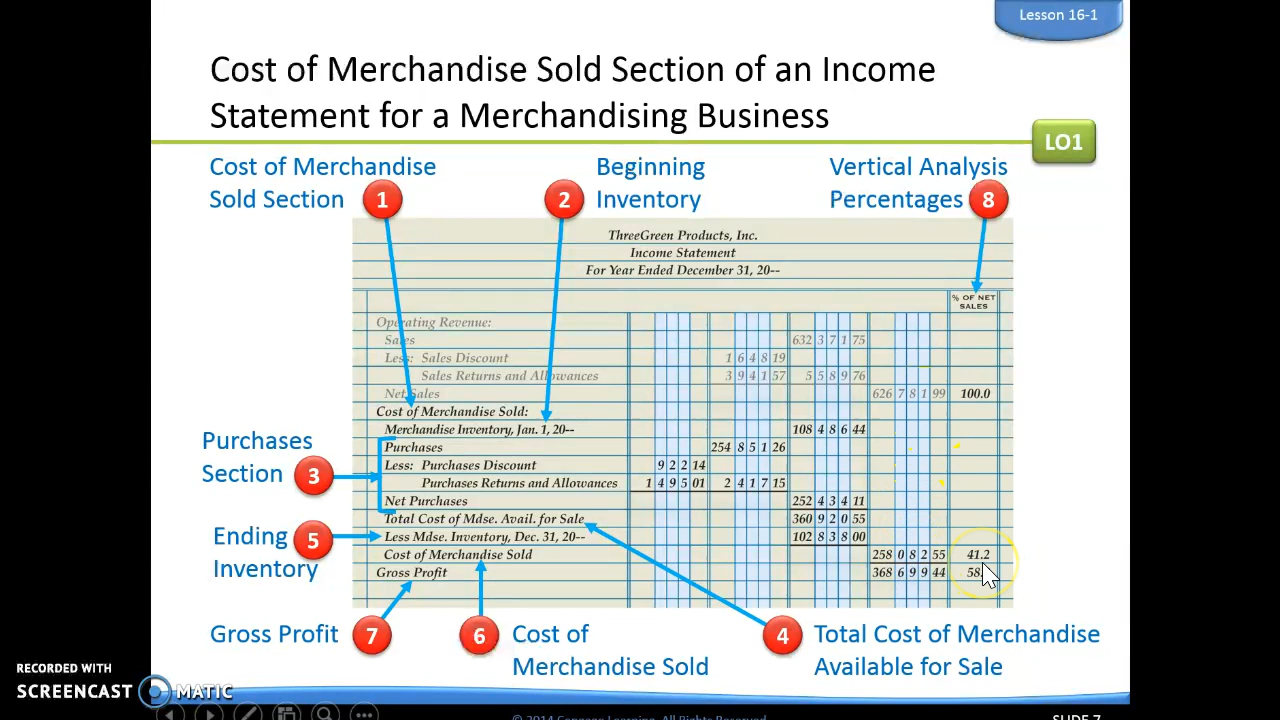 Lesson 16-1
Cost of Merchandise Sold Section of an Income
Statement for a Merchandising Business
LO1
Cost of Merchandise
Sold Section 1
2 Beginning
Inventory
Vertical Analysis
Percentages 8
ThreeGreen Products, Inc.
Income Statement
For Year Ended December 31, 20--
% OF NET
SALES
Operating Revenue:
Sales 632 3 7 1 75
Less: Sales Discount 1 6 4 8 19
Sales Returns and Allowances 3 9 4 1 57 5 5 8 9 76
Net Sales 626 7 8 1 99 100.0
Cost of Merchandise Sold:
Merchandise Inventory, Jan. 1, 20-- 108 4 8 6 44
Purchases 254 8 5 1 26
Less: Purchases Discount 9 2 2 14
Purchases Returns and Allowances 1 4 9 5 01 2 4 1 7 15
Net Purchases 252 4 3 4 11
Total Cost of Mdse. Avail. for Sale 360 9 2 0 55
Less Mdse. Inventory, Dec. 31, 20-- 102 8 3 8 00
Cost of Merchandise Sold 258 0 8 2 55 41.2
Gross Profit 368 6 9 9 44 58.
Purchases
Section 3
Ending
Inventory 5
Gross Profit 7
6 Cost of
Merchandise Sold
4 Total Cost of Merchandise
Available for Sale
RECORDED WITH
SCREENCAST MATIC
© 2014 Cengage Learning. All Rights Reserved.
SLIDE 7